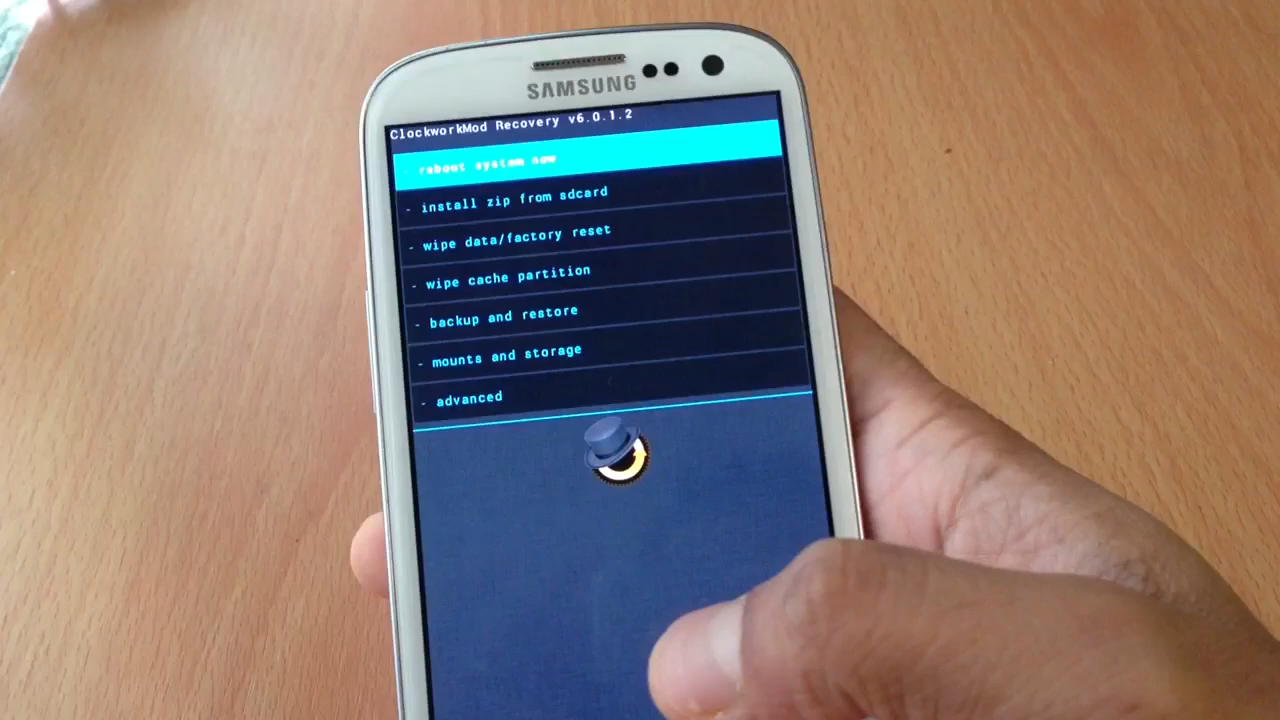 SAMSUNG
ClockworkMod Recovery v6.0.1.2
- reboot system now
- install zip from sdcard
- wipe data/factory reset
- wipe cache partition
- backup and restore
- mounts and storage
- advanced